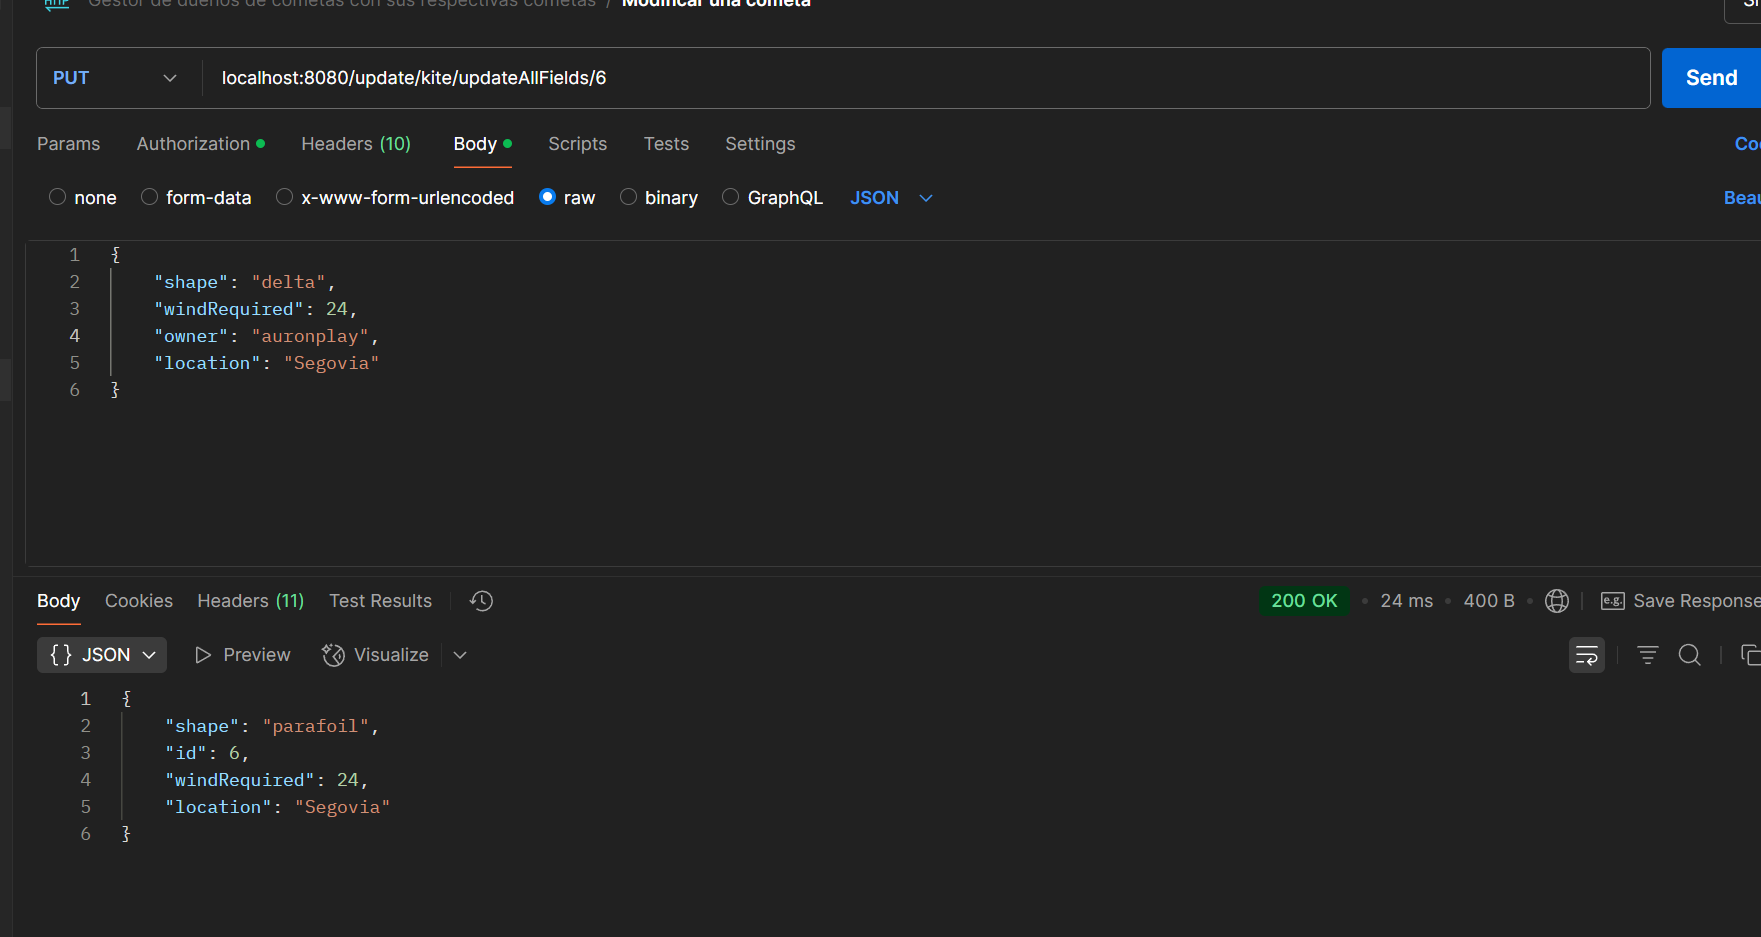 HTTP Gestor de dueños de cometas con sus respectivas cometas / Modificar una cometa
PUT localhost:8080/update/kite/updateAllFields/6 Send
Params Authorization Headers (10) Body Scripts Tests Settings
none form-data x-www-form-urlencoded raw binary GraphQL JSON
1 {
2 "shape": "delta",
3 "windRequired": 24,
4 "owner": "auronplay",
5 "location": "Segovia"
6 }
Body Cookies Headers (11) Test Results 200 OK • 24 ms • 400 B • e.g. Save Response
{} JSON Preview Visualize
1 {
2 "shape": "parafoil",
3 "id": 6,
4 "windRequired": 24,
5 "location": "Segovia"
6 }